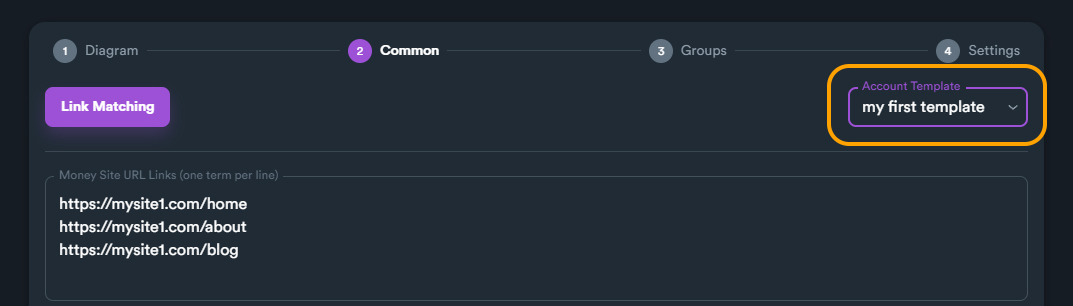 1 Diagram 2 Common 3 Groups 4 Settings
Link Matching
Account Template
my first template
Money Site URL Links (one term per line)
https://mysite1.com/home
https://mysite1.com/about
https://mysite1.com/blog